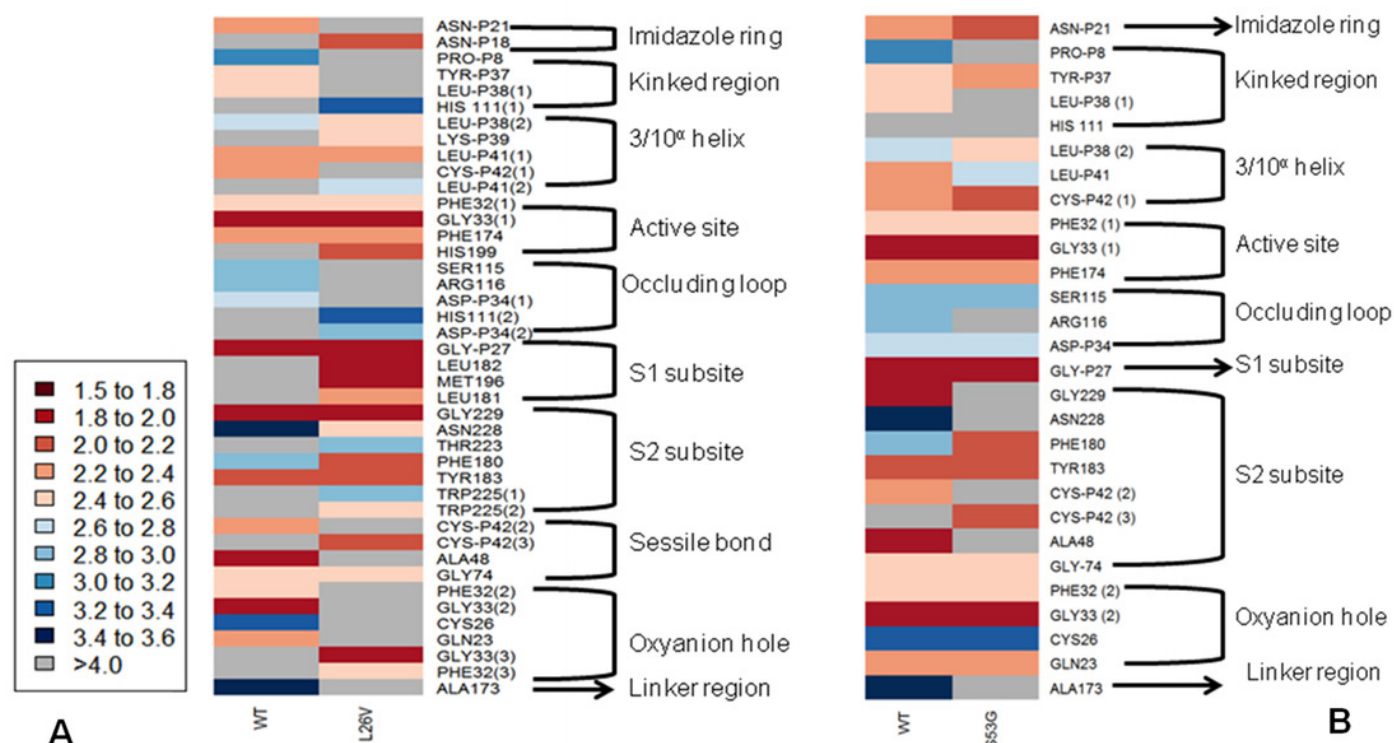 1.5 to 1.8
1.8 to 2.0
2.0 to 2.2
2.2 to 2.4
2.4 to 2.6
2.6 to 2.8
2.8 to 3.0
3.0 to 3.2
3.2 to 3.4
3.4 to 3.6
>4.0
A
ASN-P21
ASN-P18
PRO-P8
TYR-P37
LEU-P38(1)
HIS 111(1)
LEU-P38(2)
LYS-P39
LEU-P41(1)
CYS-P42(1)
LEU-P41(2)
PHE32(1)
GLY33(1)
PHE174
HIS199
SER115
ARG116
ASP-P34(1)
HIS111(2)
ASP-P34(2)
GLY-P27
LEU182
MET196
LEU181
GLY229
ASN228
THR223
PHE180
TYR183
TRP225(1)
TRP225(2)
CYS-P42(2)
CYS-P42(3)
ALA48
GLY74
PHE32(2)
GLY33(2)
CYS26
GLN23
GLY33(3)
PHE32(3)
ALA173
WT
L26V
Imidazole ring
Kinked region
3/10α helix
Active site
Occluding loop
S1 subsite
S2 subsite
Sessile bond
Oxyanion hole
Linker region
ASN-P21
PRO-P8
TYR-P37
LEU-P38 (1)
HIS 111
LEU-P38 (2)
LEU-P41
CYS-P42 (1)
PHE32 (1)
GLY33 (1)
PHE174
SER115
ARG116
ASP-P34
GLY-P27
GLY229
ASN228
PHE180
TYR183
CYS-P42 (2)
CYS-P42 (3)
ALA48
GLY-74
PHE32 (2)
GLY33 (2)
CYS26
GLN23
ALA173
WT
S53G
Imidazole ring
Kinked region
3/10α helix
Active site
Occluding loop
S1 subsite
S2 subsite
Oxyanion hole
Linker region
B